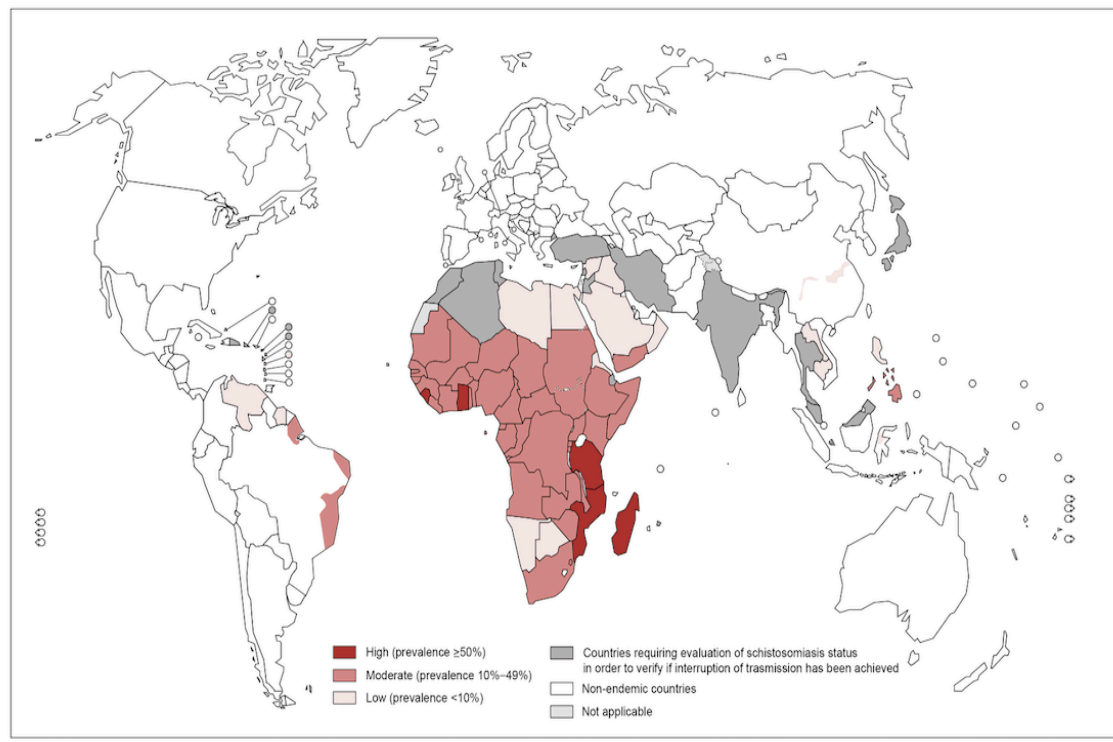 High (prevalence ≥50%)
Moderate (prevalence 10%–49%)
Low (prevalence <10%)
Countries requiring evaluation of schistosomiasis status
in order to verify if interruption of trasmission has been achieved
Non-endemic countries
Not applicable